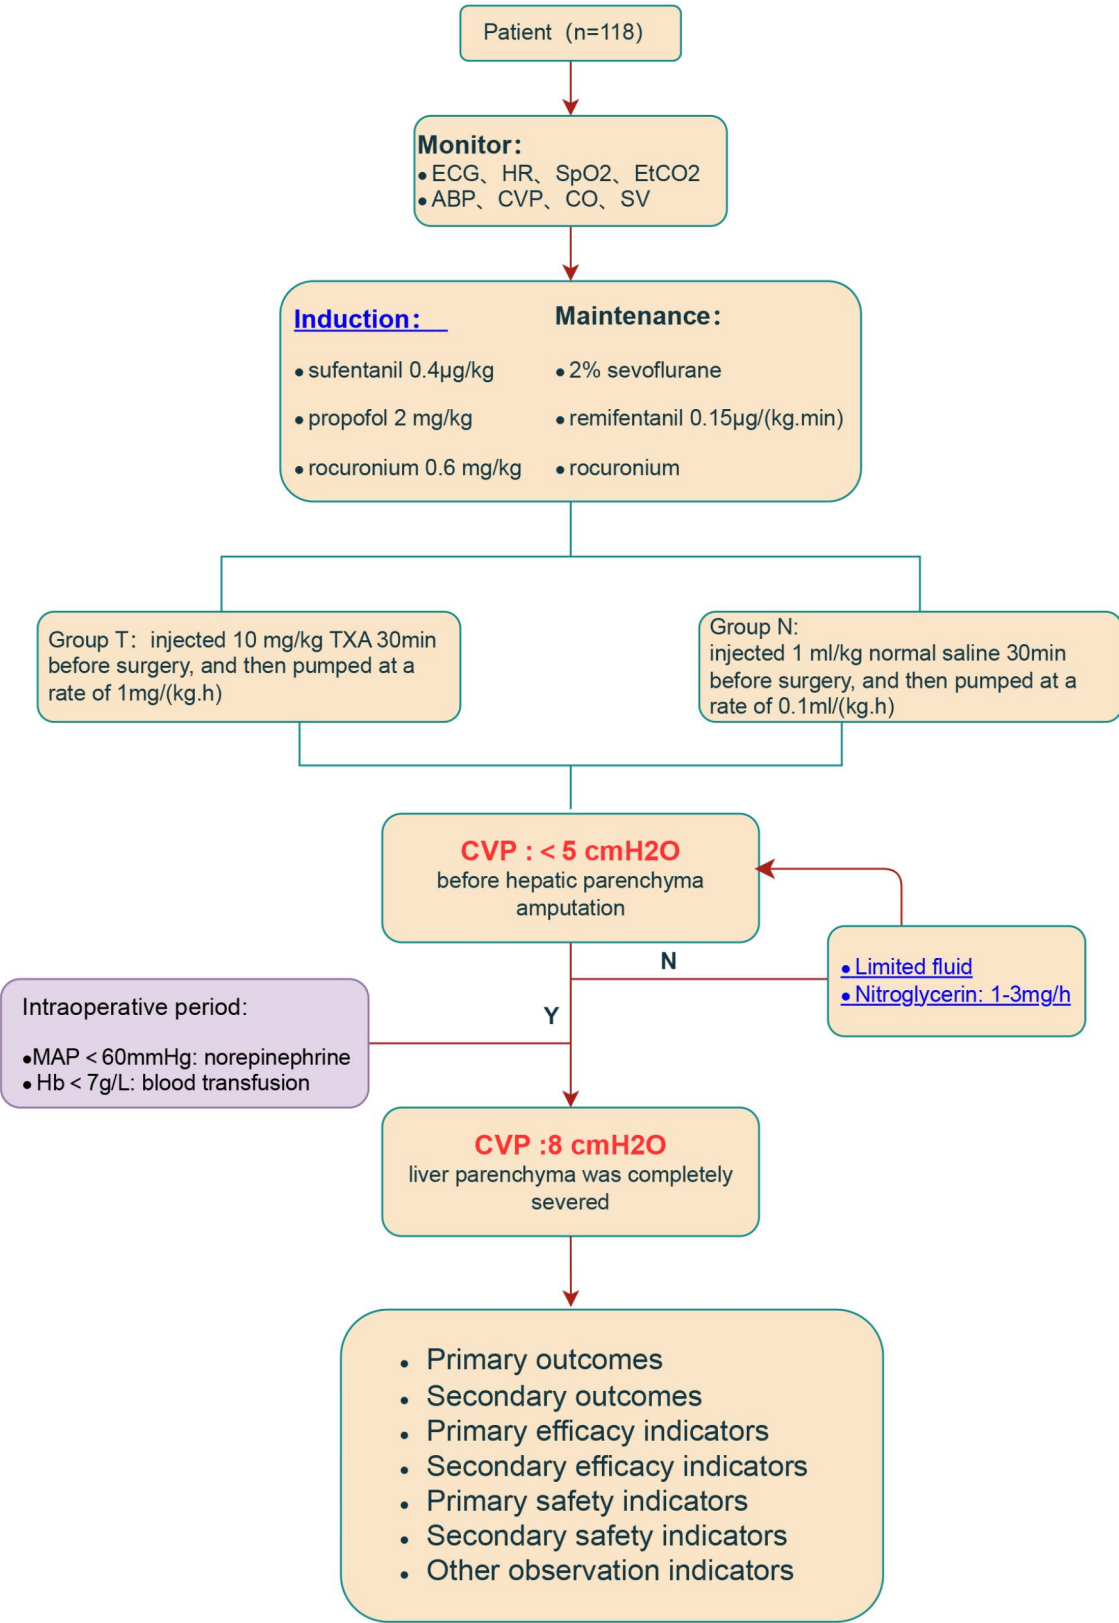 Patient (n=118)
Monitor：
• ECG、HR、SpO2、EtCO2
• ABP、CVP、CO、SV
Induction：
• sufentanil 0.4μg/kg
• propofol 2 mg/kg
• rocuronium 0.6 mg/kg
Maintenance：
• 2% sevoflurane
• remifentanil 0.15μg/(kg.min)
• rocuronium
Group T： injected 10 mg/kg TXA 30min
before surgery, and then pumped at a
rate of 1mg/(kg.h)
Group N:
injected 1 ml/kg normal saline 30min
before surgery, and then pumped at a
rate of 0.1ml/(kg.h)
CVP : < 5 cmH2O
before hepatic parenchyma
amputation
N
• Limited fluid
• Nitroglycerin: 1-3mg/h
Y
Intraoperative period:
•MAP < 60mmHg: norepinephrine
• Hb < 7g/L: blood transfusion
CVP :8 cmH2O
liver parenchyma was completely
severed
• Primary outcomes
• Secondary outcomes
• Primary efficacy indicators
• Secondary efficacy indicators
• Primary safety indicators
• Secondary safety indicators
• Other observation indicators